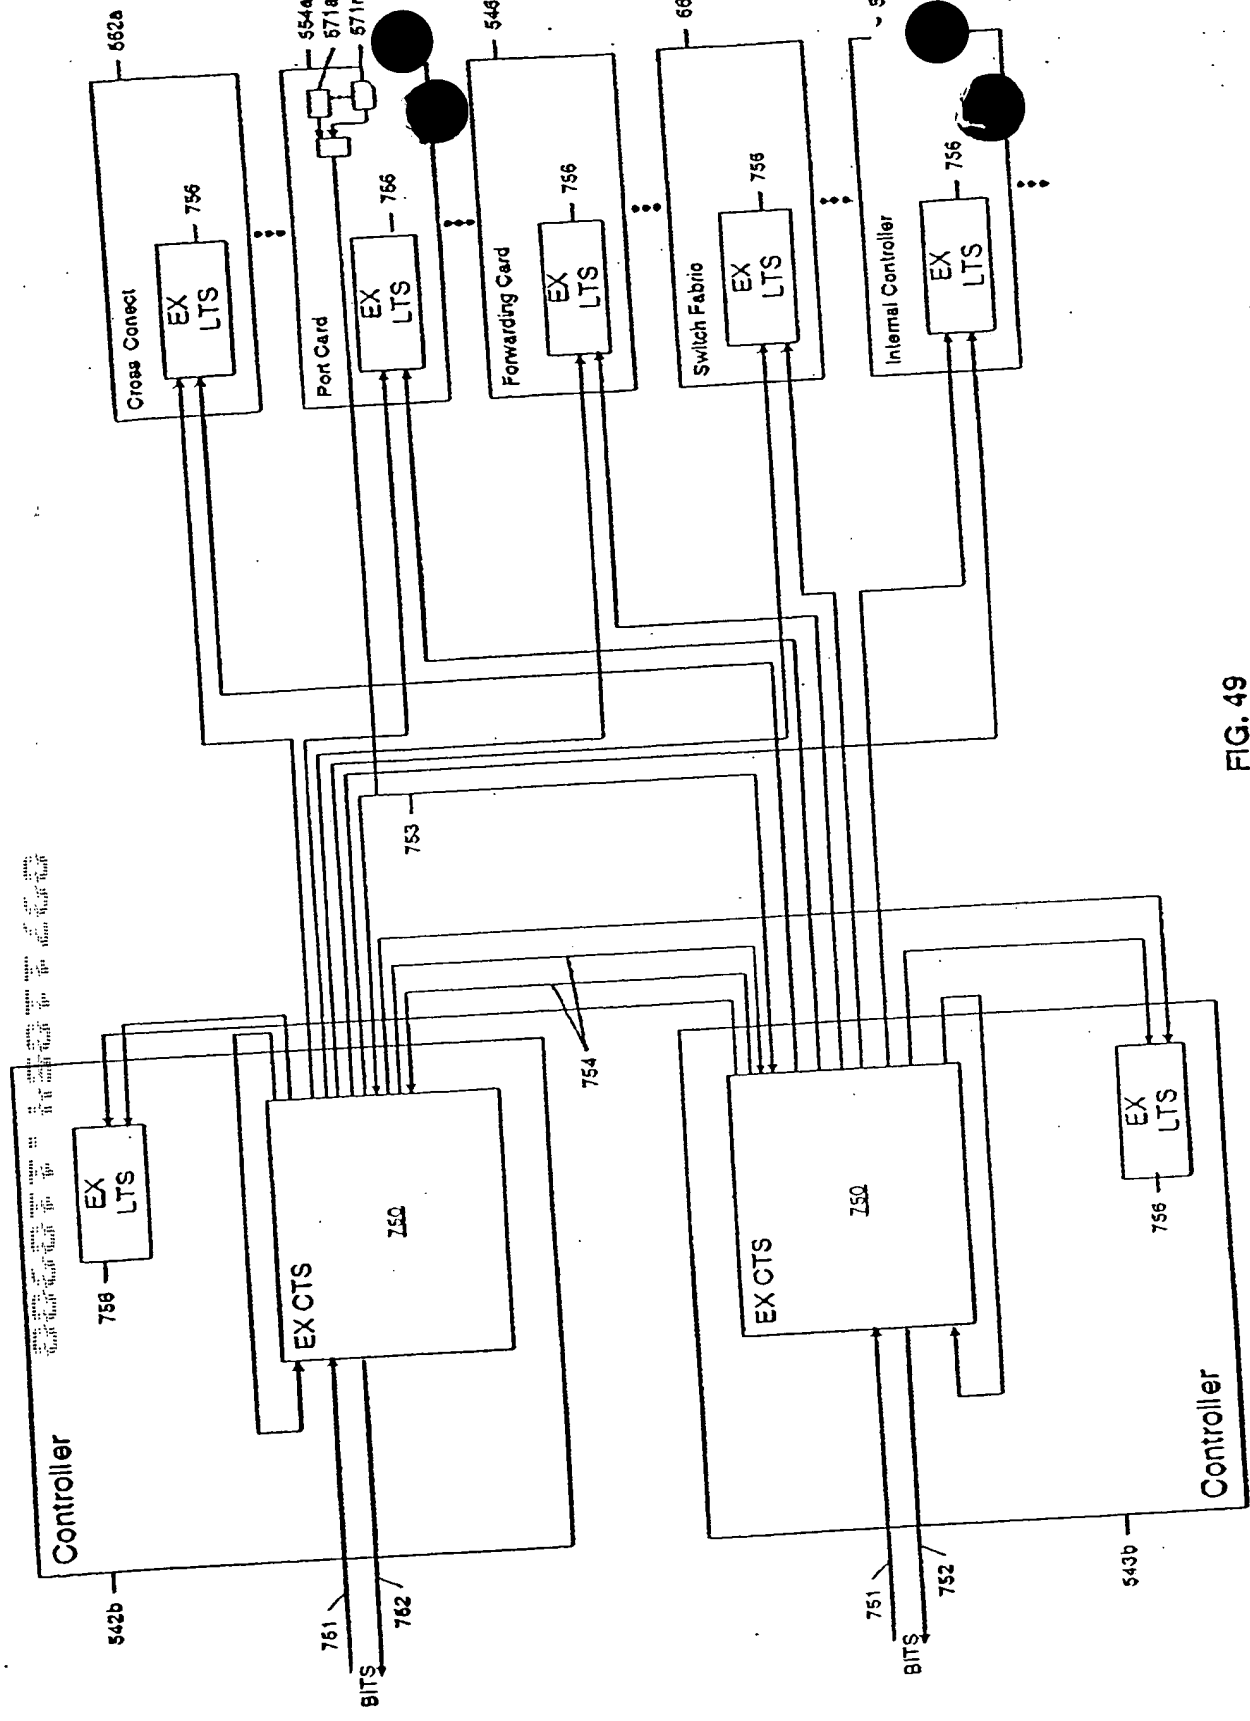 Controller
542b
EX
LTS
756
EX CTS
750
751
752
BITS
754
753
EX CTS
750
751
752
BITS
EX
LTS
756
Controller
543b
Cross Conect
EX
LTS
756
562a
Port Card
EX
LTS
756
554a
571a
Forwarding Card
EX
LTS
756
Switch Fabric
EX
LTS
756
Internal Controller
EX
LTS
756
FIG. 49